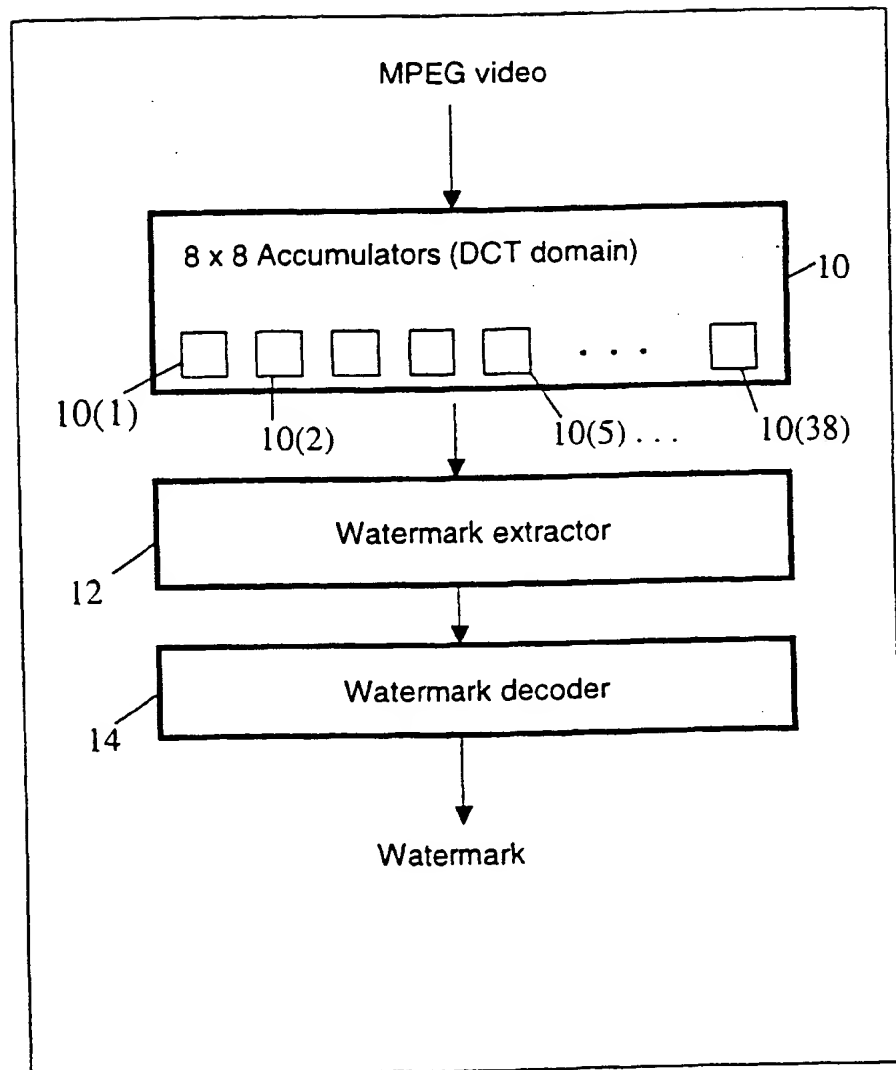 MPEG video
8 x 8 Accumulators (DCT domain)
10
10(1)
10(2)
10(5) . . .
10(38)
Watermark extractor
12
Watermark decoder
14
Watermark